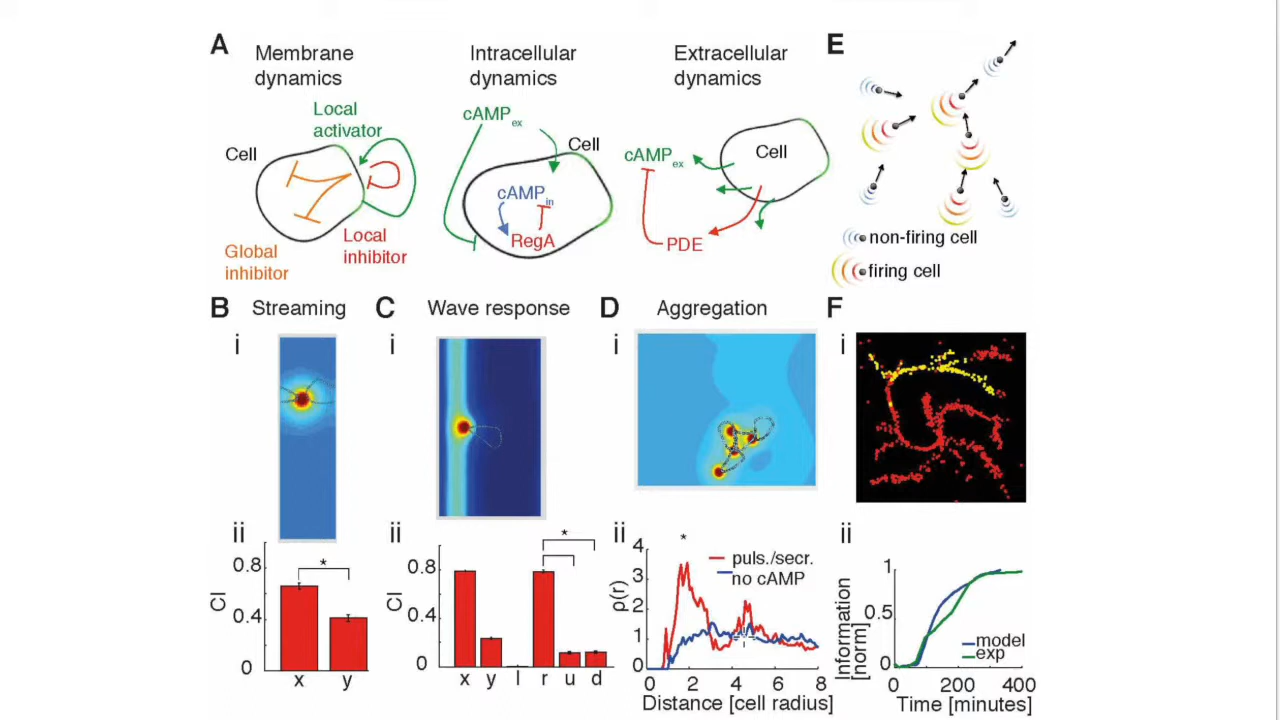 A
Membrane
dynamics
Local
activator
Cell
Global
inhibitor
Local
inhibitor
Intracellular
dynamics
cAMPex
Cell
cAMPin
RegA
Extracellular
dynamics
cAMPex
Cell
PDE
E
non-firing cell
firing cell
B Streaming
i
ii
CI
0.8
0.4
0
*
x y
C Wave response
i
ii
CI
0.8
0.4
0
*
x y l r u d
D Aggregation
i
ii
ρ(r)
4
3
2
1
0
*
puls./secr.
no cAMP
0 2 4 6 8
Distance [cell radius]
F
i
ii
Information
[norm]
1
0.5
0
model
exp
0 200 400
Time [minutes]